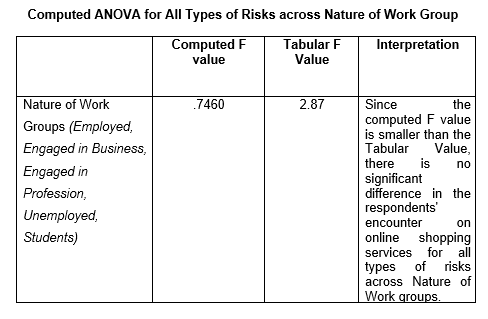 Computed ANOVA for All Types of Risks across Nature of Work Group
Computed F
value
Tabular F
Value
Interpretation
Nature of Work
Groups (Employed,
Engaged in Business,
Engaged in
Profession,
Unemployed,
Students)
.7460
2.87
Since the
computed F value
is smaller than the
Tabular Value,
there is no
significant
difference in the
respondents'
encounter on
online shopping
services for all
types of risks
across Nature of
Work groups.